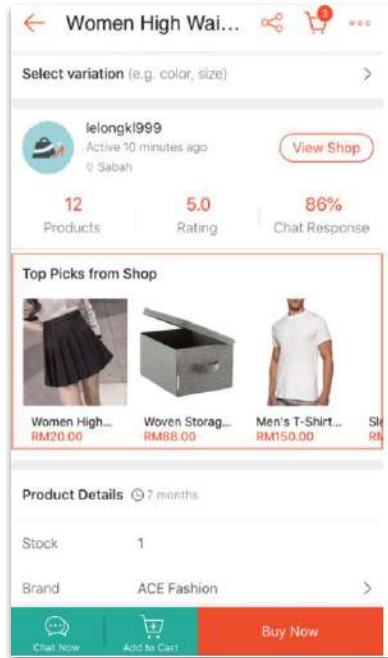 Women High Wai...
3
Select variation (e.g. color, size)
lelongkl999
Active 10 minutes ago
Sabah
View Shop
12
Products
5.0
Rating
86%
Chat Response
Top Picks from Shop
Women High...
RM20.00
Woven Storag...
RM88.00
Men's T-Shirt...
RM150.00
Product Details 7 months
Stock 1
Brand ACE Fashion
Chat Now
Add to Cart
Buy Now